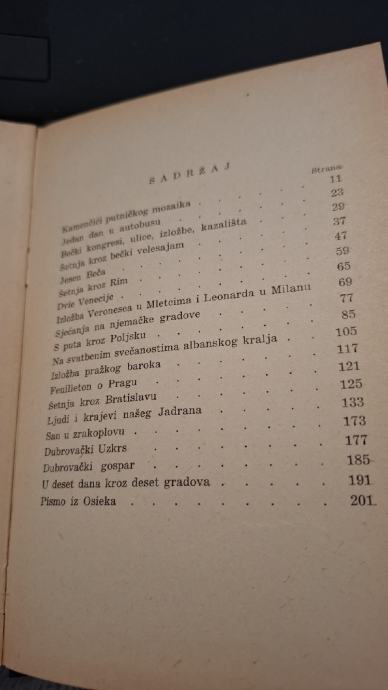 SADRŽAJ
Strana
Kamenčići putničkog mozaika . . . . . 11
Jedan dan u autobusu . . . . . . 23
Bečki kongresi, ulice, izložbe, kazališta . . . 29
Šetnja kroz bečki velesajam . . . . . 37
Jesen Beča . . . . . . . . 47
Šetnja kroz Rim . . . . . . . 59
Dvie Venecije . . . . . . . . 65
Izložba Veronesea u Mletcima i Leonarda u Milanu 69
Sjećanja na njemačke gradove . . . . . 77
S puta kroz Poljsku . . . . . . . 85
Na svatbenim svečanostima albanskog kralja . . 105
Izložba pražkog baroka . . . . . . 117
Feuilleton o Pragu . . . . . . . 121
Šetnja kroz Bratislavu . . . . . . 125
Ljudi i krajevi našeg Jadrana . . . . . 133
San u zrakoplovu . . . . . . . 173
Dubrovački Uzkrs . . . . . . . 177
Dubrovački gospar . . . . . . . 185
U deset dana kroz deset gradova . . . . 191
Pismo iz Osieka . . . . . . . 201